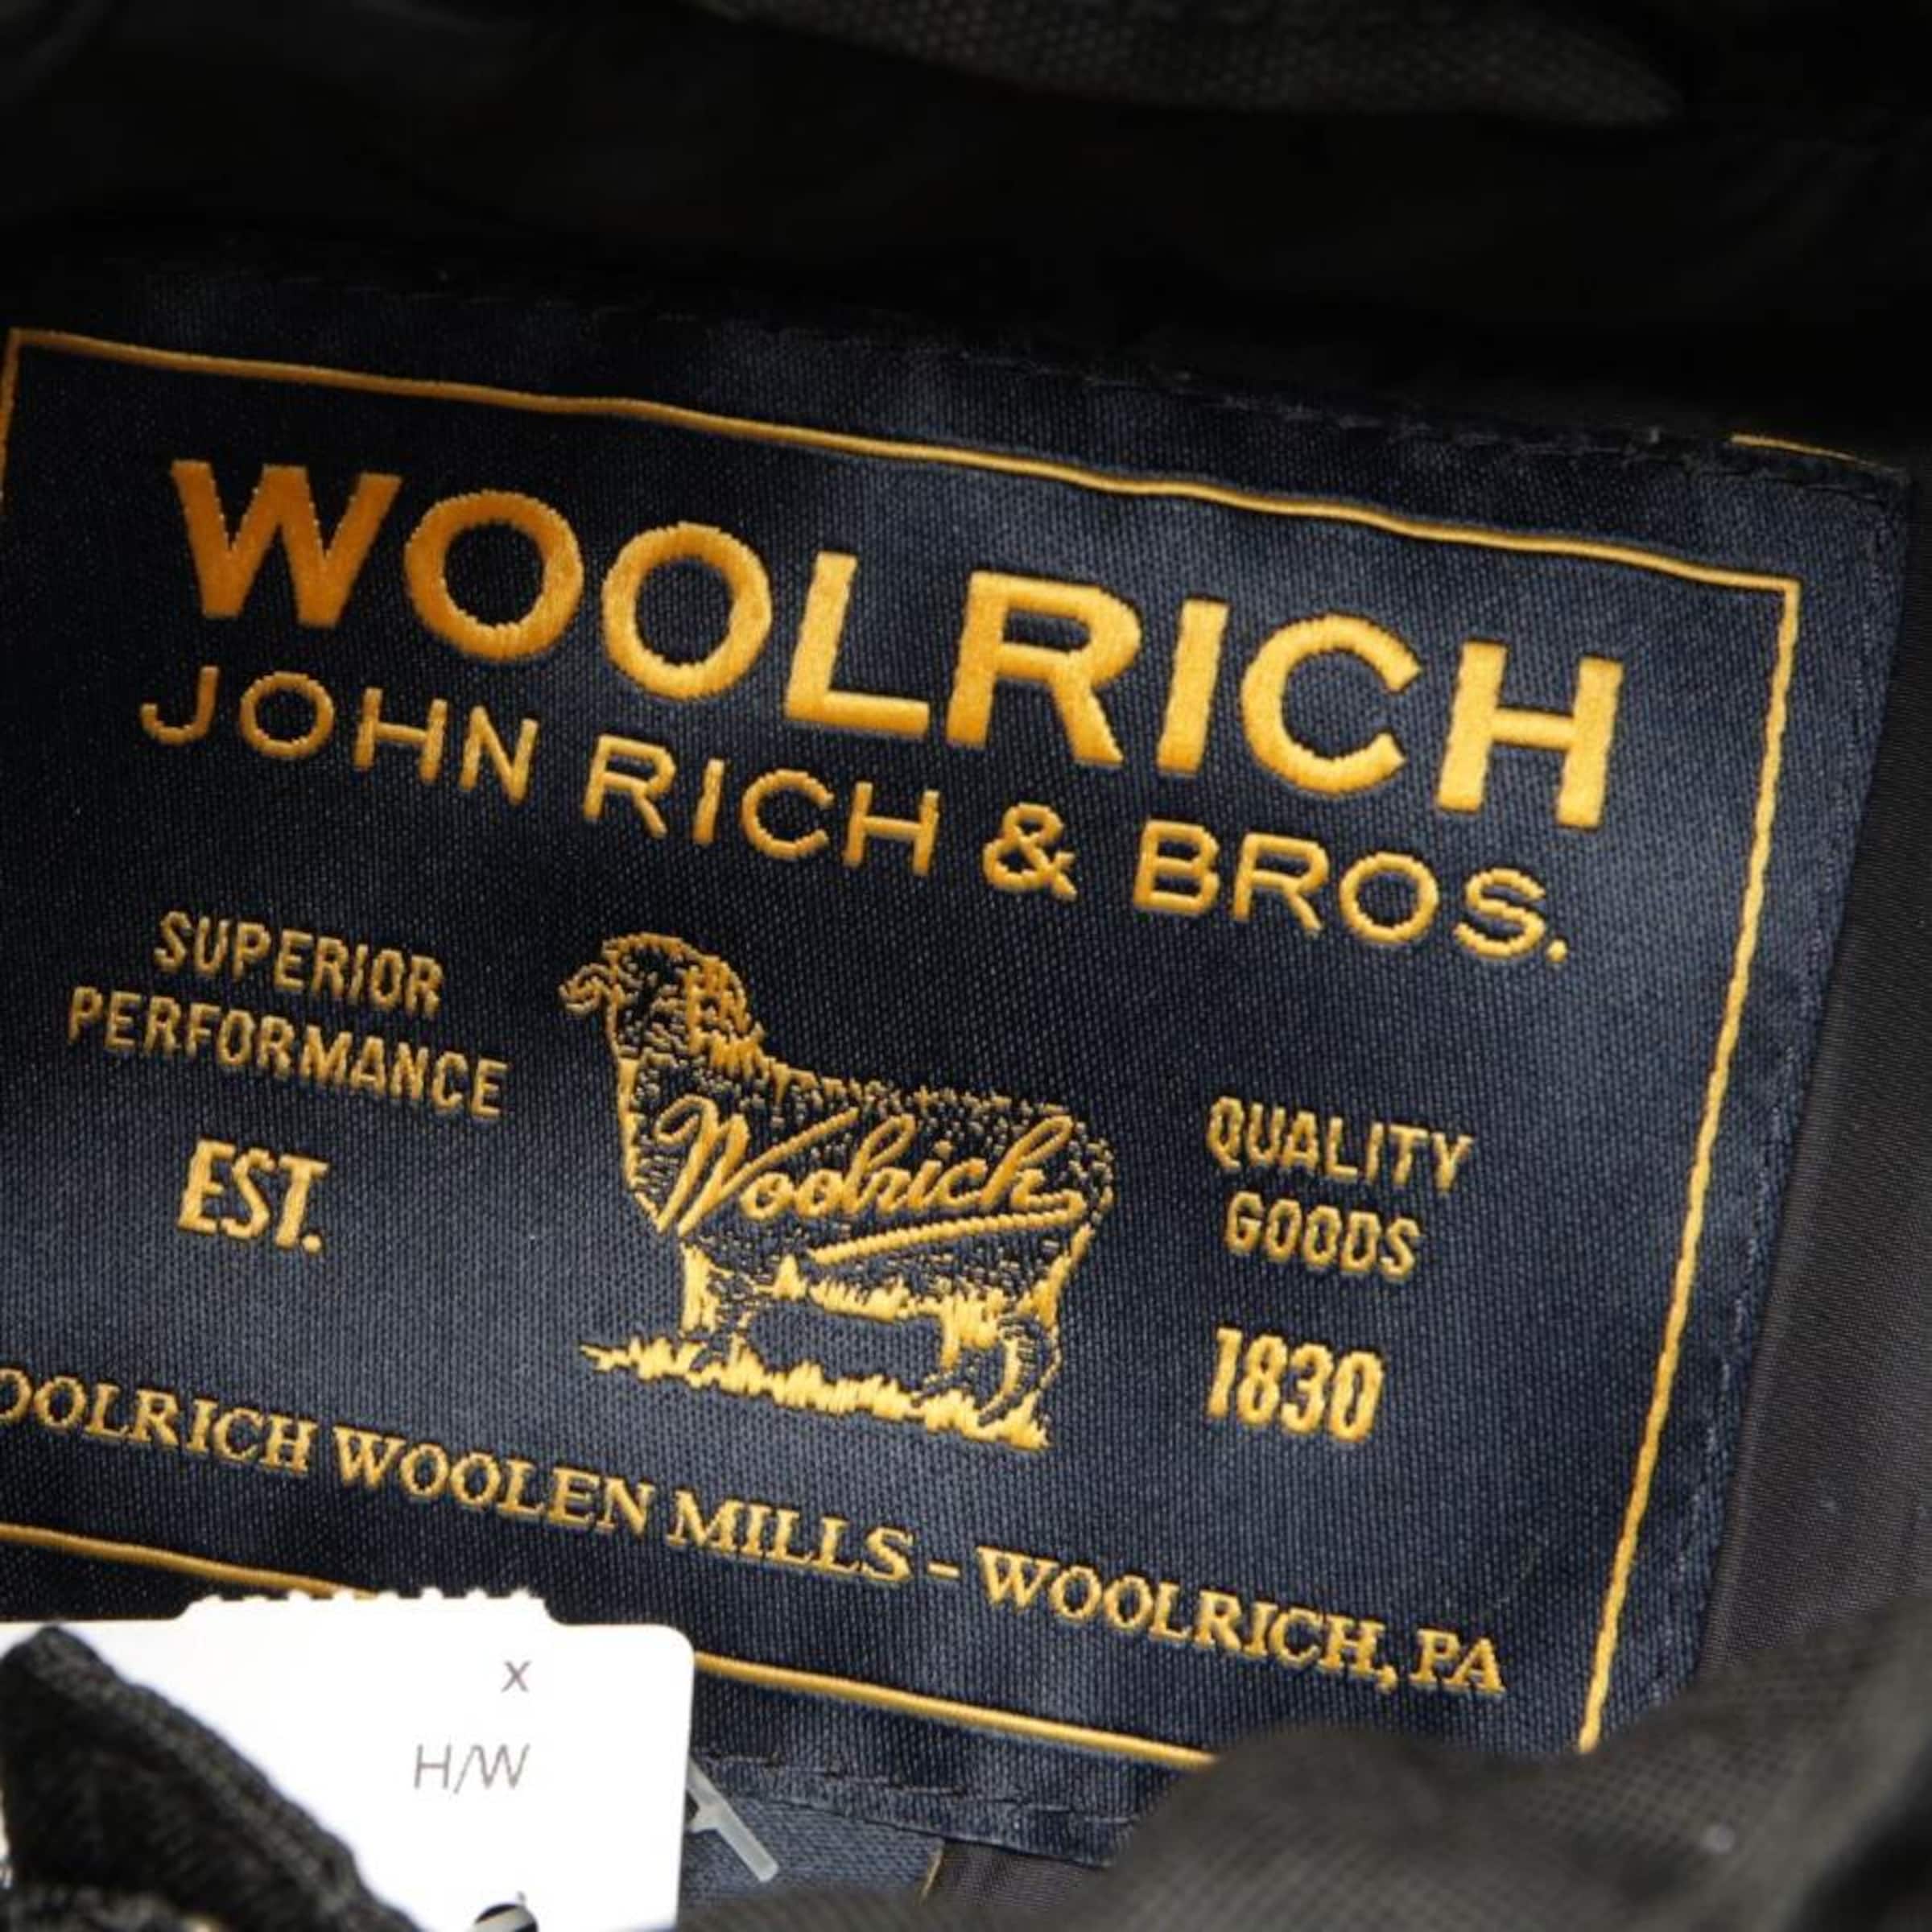 WOOLRICH
JOHN RICH & BROS.
SUPERIOR
PERFORMANCE
EST.
Woolrich
QUALITY
GOODS
1830
OOLRICH WOOLEN MILLS - WOOLRICH, PA
x
H/W